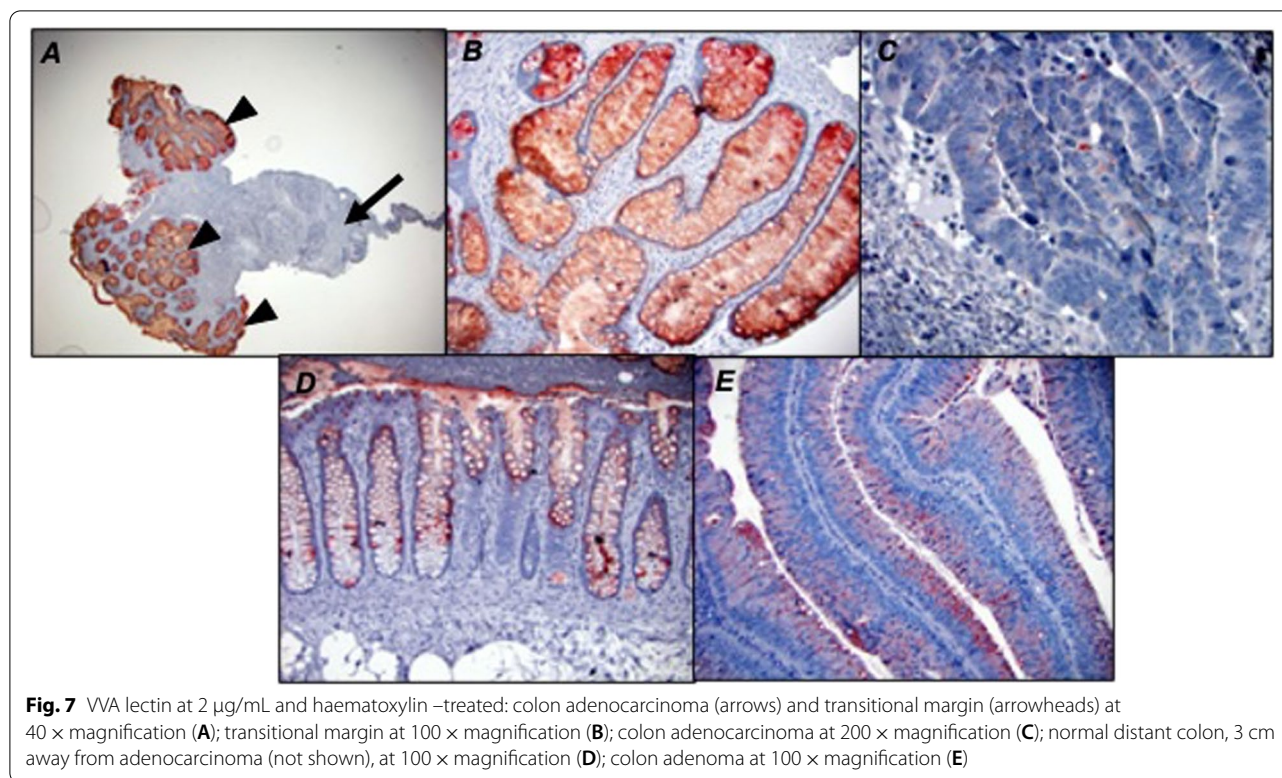 A
B
C
D
E
Fig. 7 VVA lectin at 2 µg/mL and haematoxylin –treated: colon adenocarcinoma (arrows) and transitional margin (arrowheads) at
40 × magnification (A); transitional margin at 100 × magnification (B); colon adenocarcinoma at 200 × magnification (C); normal distant colon, 3 cm
away from adenocarcinoma (not shown), at 100 × magnification (D); colon adenoma at 100 × magnification (E)